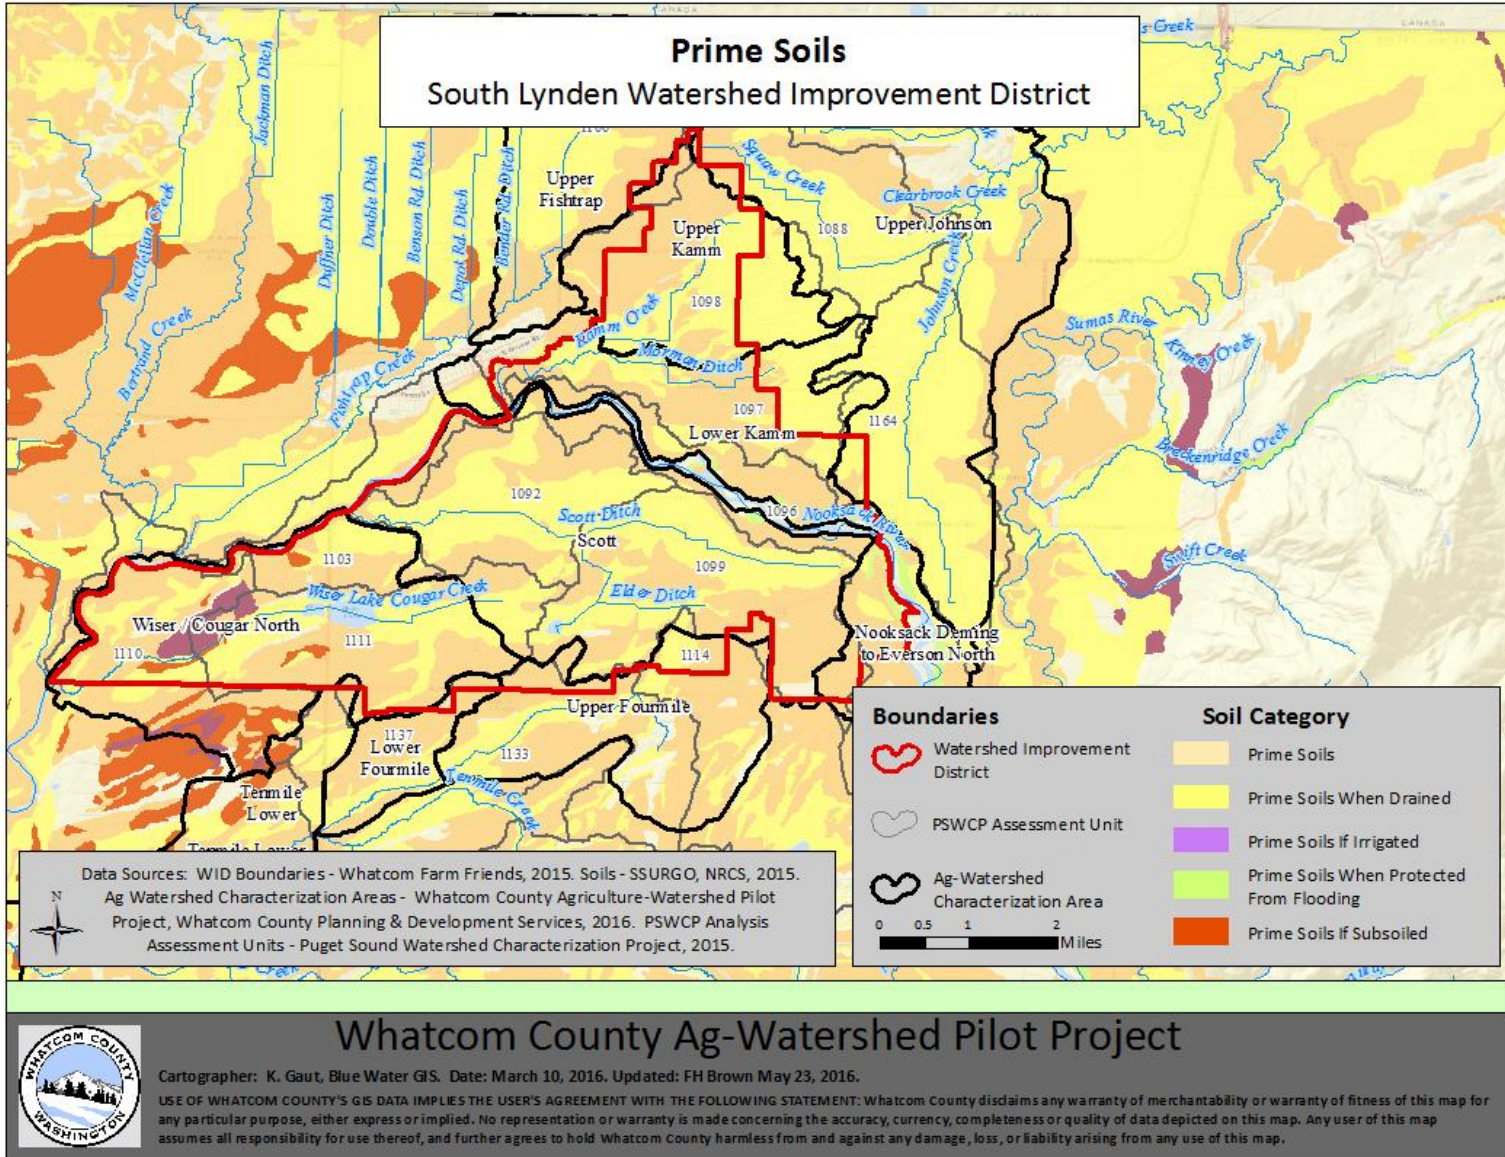 CANADA
CANADA
Prime Soils
South Lynden Watershed Improvement District
s Creek
Jackman Ditch
Double Ditch
Benson Rd. Ditch
Depot Rd. Ditch
Bender Rd. Ditch
Duffner Ditch
McClellan Creek
Bertrand Creek
Fishtrap Creek
Upper
Fishtrap
Squaw Creek
Clearbrook Creek
Upper Johnson
1088
Upper
Kamm
1098
Kamm Creek
Mormon Ditch
Johnson Creek
Sumas River
Kinney Creek
Breckenridge Creek
Swift Creek
1097
Lower Kamm
1164
1092
Scott Ditch
Scott
1096
Nooksack River
1103
1099
Wiser Lake Cougar Creek
Elder Ditch
Wiser / Cougar North
1110
1111
1114
Nooksack Deming
to Everson North
Upper Fourmile
1137
Lower
Fourmile
1133
Tenmile Creek
Tenmile
Lower
Tenmile Lower
Boundaries
Watershed Improvement
District
PSWCP Assessment Unit
Ag-Watershed
Characterization Area
0 0.5 1 2
Miles
Soil Category
Prime Soils
Prime Soils When Drained
Prime Soils If Irrigated
Prime Soils When Protected
From Flooding
Prime Soils If Subsoiled
N
Data Sources: WID Boundaries - Whatcom Farm Friends, 2015. Soils - SSURGO, NRCS, 2015.
Ag Watershed Characterization Areas - Whatcom County Agriculture-Watershed Pilot
Project, Whatcom County Planning & Development Services, 2016. PSWCP Analysis
Assessment Units - Puget Sound Watershed Characterization Project, 2015.
Creek
Whatcom County Ag-Watershed Pilot Project
WHATCOM COUNTY
WASHINGTON
Cartographer: K. Gaut, Blue Water GIS. Date: March 10, 2016. Updated: FH Brown May 23, 2016.
USE OF WHATCOM COUNTY'S GIS DATA IMPLIES THE USER'S AGREEMENT WITH THE FOLLOWING STATEMENT: Whatcom County disclaims any warranty of merchantability or warranty of fitness of this map for
any particular purpose, either express or implied. No representation or warranty is made concerning the accuracy, currency, completeness or quality of data depicted on this map. Any user of this map
assumes all responsibility for use thereof, and further agrees to hold Whatcom County harmless from and against any damage, loss, or liability arising from any use of this map.